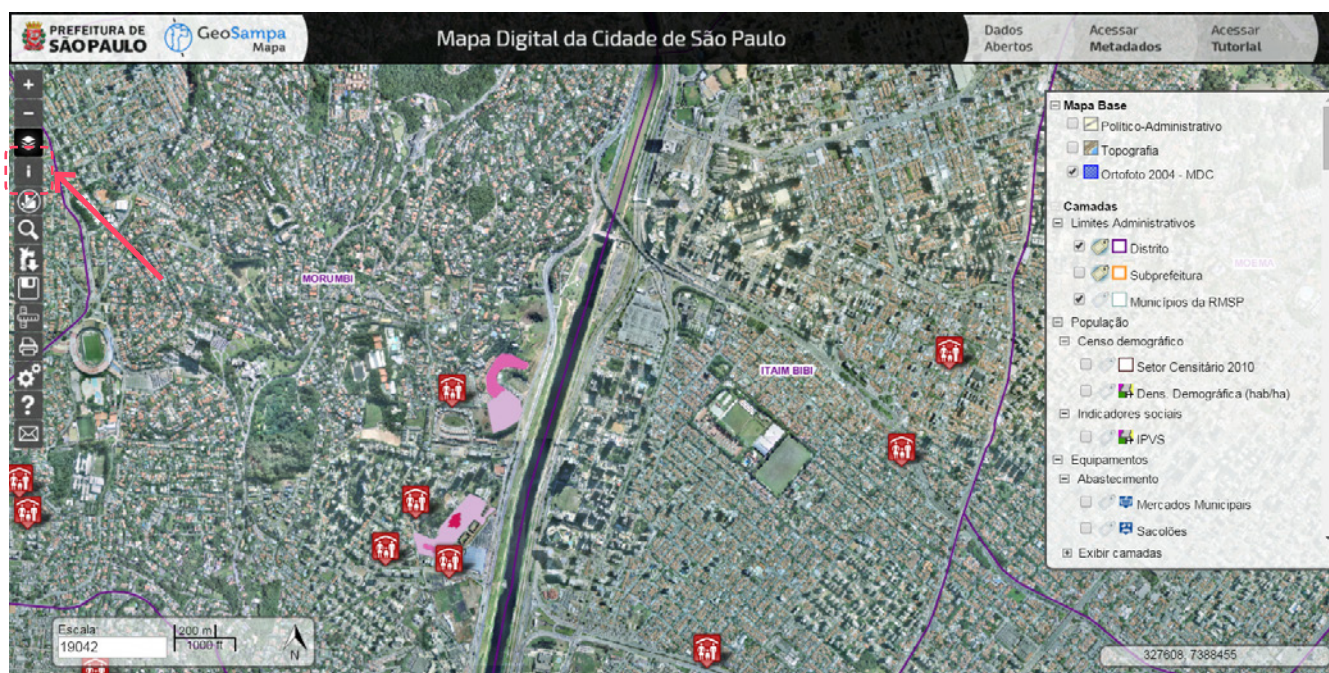 PREFEITURA DE
SÃO PAULO
GeoSampa
Mapa
Mapa Digital da Cidade de São Paulo
Dados
Abertos
Acessar
Metadados
Acessar
Tutorial
Mapa Base
Político-Administrativo
Topografia
Ortofoto 2004 - MDC
Camadas
Limites Administrativos
Distrito
Subprefeitura
Municípios da RMSP
População
Censo demográfico
Setor Censitário 2010
Dens. Demográfica (hab/ha)
Indicadores sociais
IPVS
Equipamentos
Abastecimento
Mercados Municipais
Sacolões
Exibir camadas
MOEMA
MORUMBI
ITAIM BIBI
Escala:
19042
200 m
1000 ft
N
327608, 7388455